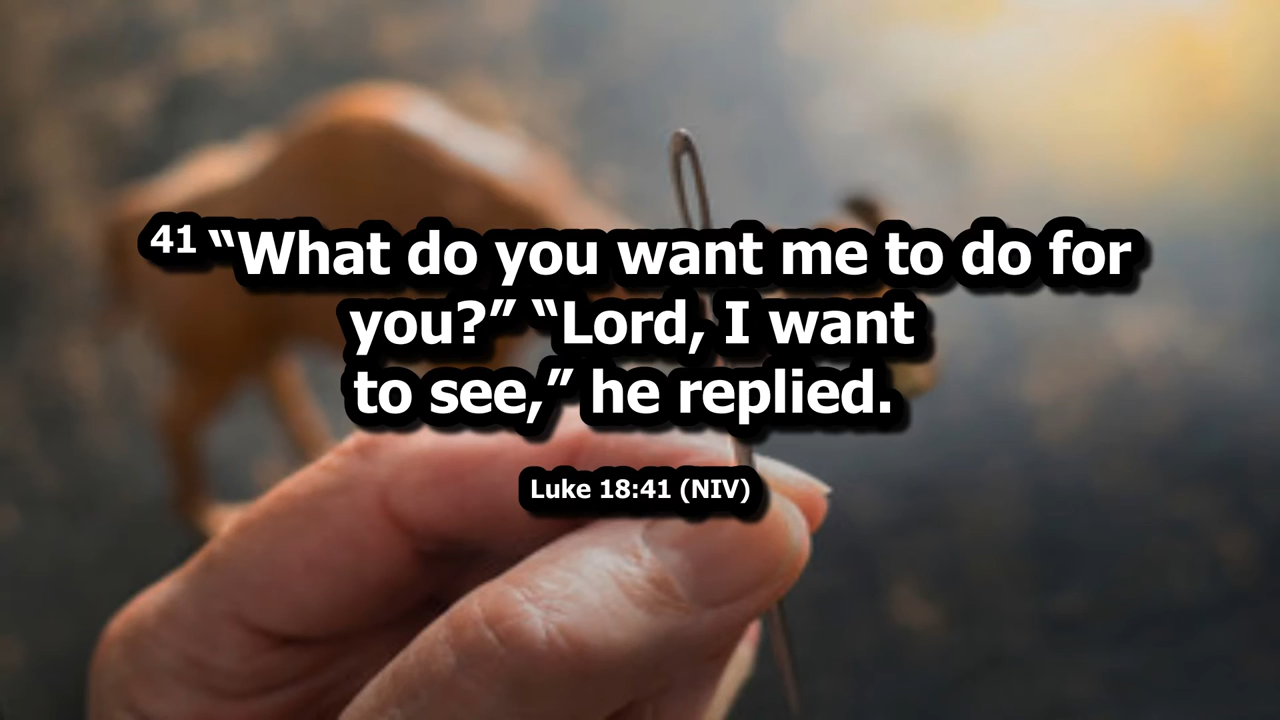 41 “What do you want me to do for
you?” “Lord, I want
to see,” he replied.
Luke 18:41 (NIV)